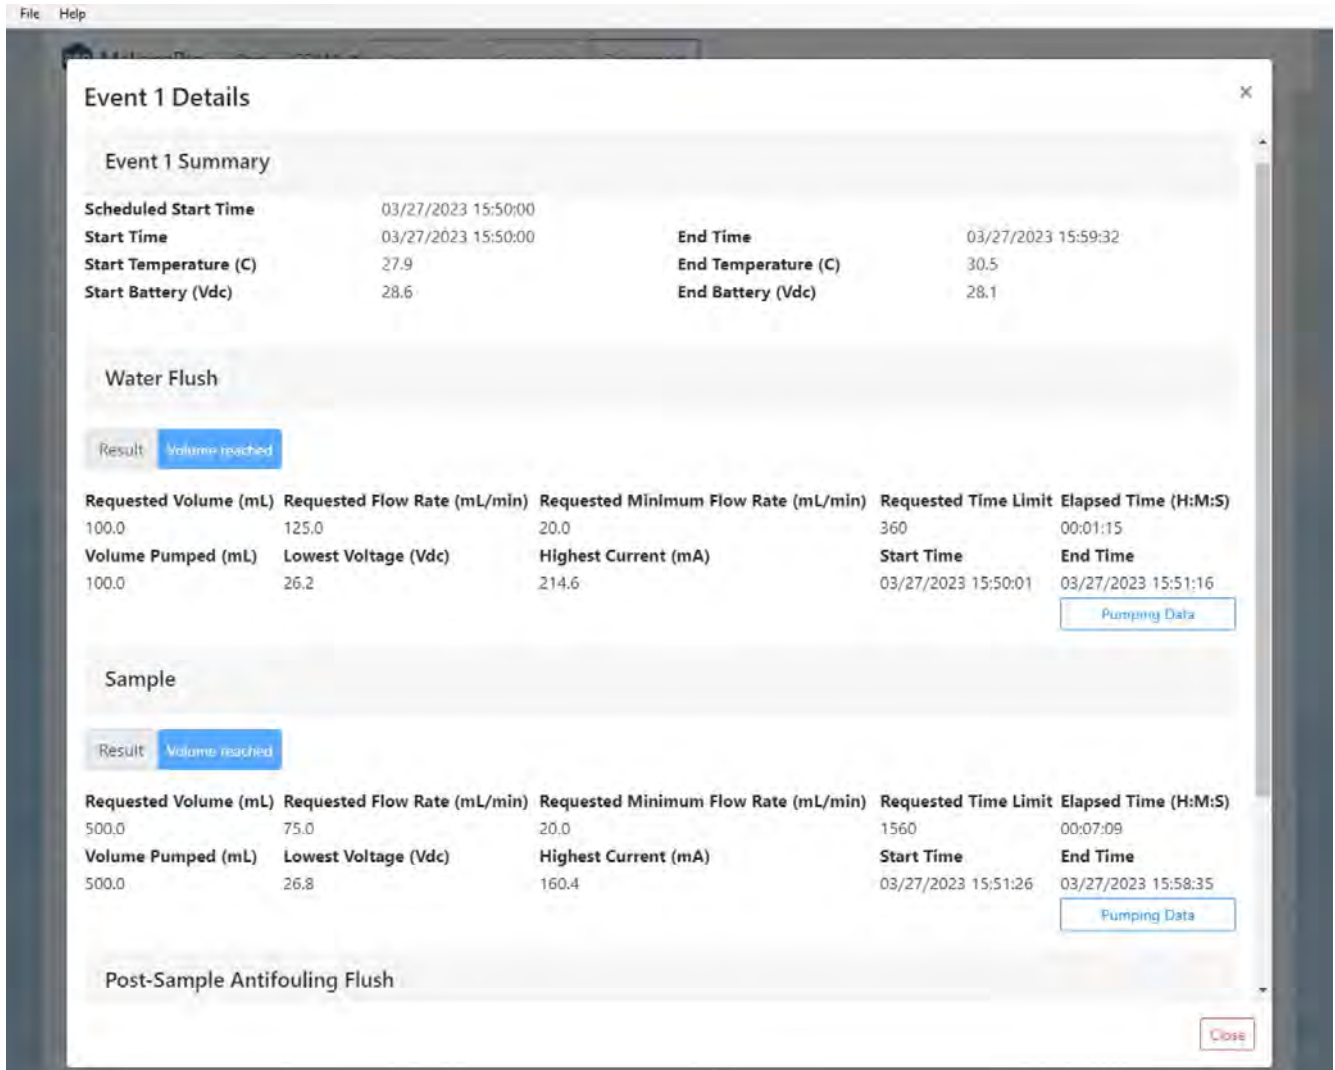 File Help
Event 1 Details ×
Event 1 Summary
Scheduled Start Time 03/27/2023 15:50:00
Start Time 03/27/2023 15:50:00 End Time 03/27/2023 15:59:32
Start Temperature (C) 27.9 End Temperature (C) 30.5
Start Battery (Vdc) 28.6 End Battery (Vdc) 28.1
Water Flush
Result Volume reached
Requested Volume (mL) Requested Flow Rate (mL/min) Requested Minimum Flow Rate (mL/min) Requested Time Limit Elapsed Time (H:M:S)
100.0 125.0 20.0 360 00:01:15
Volume Pumped (mL) Lowest Voltage (Vdc) Highest Current (mA) Start Time End Time
100.0 26.2 214.6 03/27/2023 15:50:01 03/27/2023 15:51:16
Pumping Data
Sample
Result Volume reached
Requested Volume (mL) Requested Flow Rate (mL/min) Requested Minimum Flow Rate (mL/min) Requested Time Limit Elapsed Time (H:M:S)
500.0 75.0 20.0 1560 00:07:09
Volume Pumped (mL) Lowest Voltage (Vdc) Highest Current (mA) Start Time End Time
500.0 26.8 160.4 03/27/2023 15:51:26 03/27/2023 15:58:35
Pumping Data
Post-Sample Antifouling Flush
Close